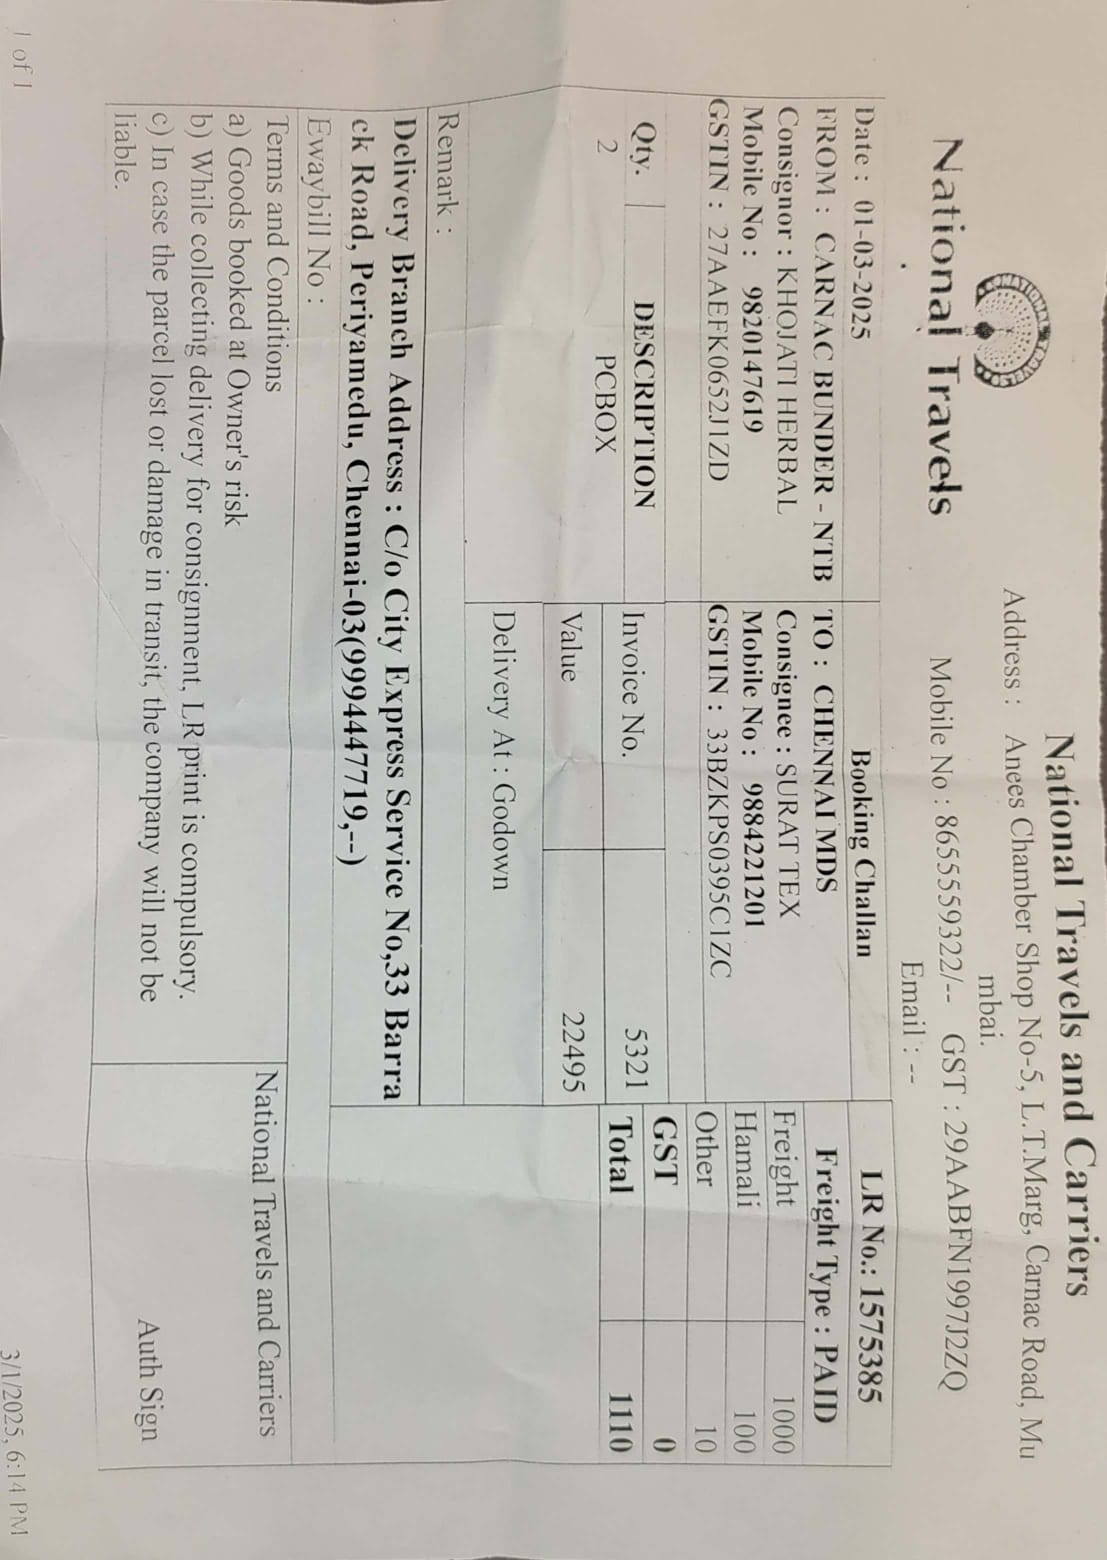 National Travels and Carriers
Address : Anees Chamber Shop No-5, L.T.Marg, Carnac Road, Mu
mbai.
National Travels
Mobile No : 8655559322/-- GST : 29AABFN1997J2ZQ
Email : --
Date : 01-03-2025
Booking Challan
LR No.: 1575385
FROM : CARNAC BUNDER - NTB
TO : CHENNAI MDS
Freight Type : PAID
Consignor : KHOJATI HERBAL
Consignee : SURAT TEX
Freight 1000
Mobile No : 9820147619
Mobile No : 9884221201
Hamali 100
GSTIN : 27AAEFK0652J1ZD
GSTIN : 33BZKPS0395C1ZC
Other 10
Qty. DESCRIPTION
Invoice No. 5321
GST 0
2 PCBOX
Value 22495
Total 1110
Delivery At : Godown
Remark :
Delivery Branch Address : C/o City Express Service No,33 Barra
ck Road, Periyamedu, Chennai-03(9994447719,--)
Ewaybill No :
Terms and Conditions
National Travels and Carriers
a) Goods booked at Owner's risk
b) While collecting delivery for consignment, LR print is compulsory.
c) In case the parcel lost or damage in transit, the company will not be
liable.
Auth Sign
1 of 1
3/1/2025, 6:14 PM